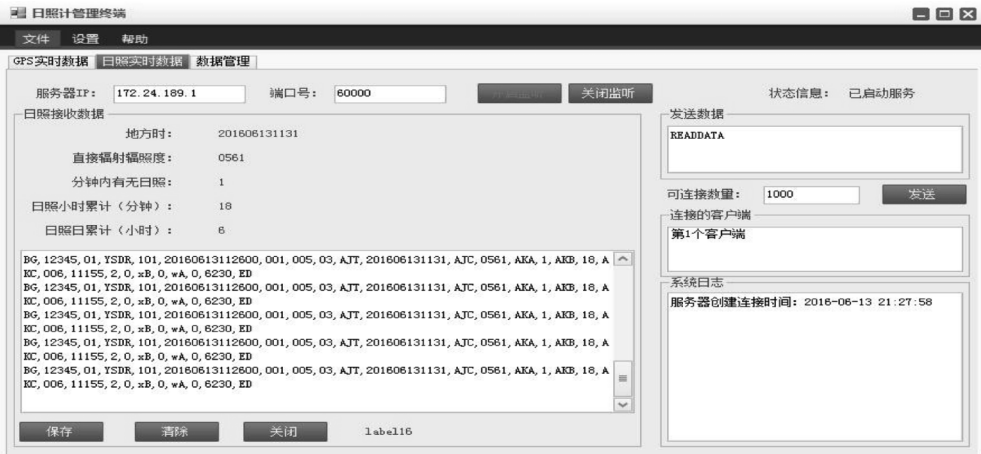 日照计管理终端
文件 设置 帮助
GPS实时数据 日照实时数据 数据管理
服务器IP: 172.24.189.1 端口号: 60000 开启监听 关闭监听 状态信息: 已启动服务
日照接收数据
地方时: 201606131131
直接辐射辐照度: 0561
分钟内有无日照: 1
日照小时累计(分钟): 18
日照日累计(小时): 6
BG, 12345, 01, YSDR, 101, 20160613112600, 001, 005, 03, AJT, 201606131131, AJC, 0561, AKA, 1, AKB, 18, A
KC, 006, 11155, 2, 0, xB, 0, wA, 0, 6230, ED
BG, 12345, 01, YSDR, 101, 20160613112600, 001, 005, 03, AJT, 201606131131, AJC, 0561, AKA, 1, AKB, 18, A
KC, 006, 11155, 2, 0, xB, 0, wA, 0, 6230, ED
BG, 12345, 01, YSDR, 101, 20160613112600, 001, 005, 03, AJT, 201606131131, AJC, 0561, AKA, 1, AKB, 18, A
KC, 006, 11155, 2, 0, xB, 0, wA, 0, 6230, ED
BG, 12345, 01, YSDR, 101, 20160613112600, 001, 005, 03, AJT, 201606131131, AJC, 0561, AKA, 1, AKB, 18, A
KC, 006, 11155, 2, 0, xB, 0, wA, 0, 6230, ED
BG, 12345, 01, YSDR, 101, 20160613112600, 001, 005, 03, AJT, 201606131131, AJC, 0561, AKA, 1, AKB, 18, A
KC, 006, 11155, 2, 0, xB, 0, wA, 0, 6230, ED
保存 清除 关闭 label16
发送数据
READDATA
可连接数量: 1000 发送
连接的客户端
第1个客户端
系统日志
服务器创建连接时间: 2016-06-13 21:27:58